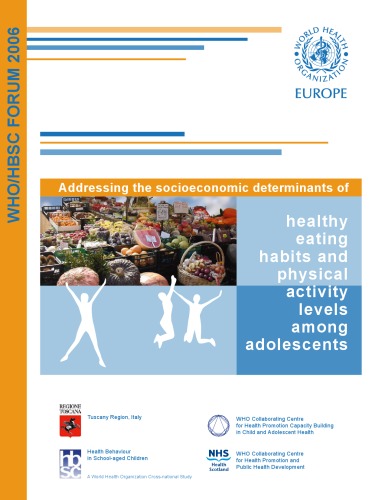 WHO/HBSC FORUM 2006
WORLD HEALTH
ORGANIZATION
EUROPE
Addressing the socioeconomic determinants of
healthy
eating
habits and
physical
activity
levels
among
adolescents
REGIONE
TOSCANA
Tuscany Region, Italy
WHO Collaborating Centre
for Health Promotion Capacity Building
in Child and Adolescent Health
hbsc
Health Behaviour
in School-aged Children
A World Health Organization Cross-national Study
NHS
Health
Scotland
WHO Collaborating Centre
for Health Promotion and
Public Health Development